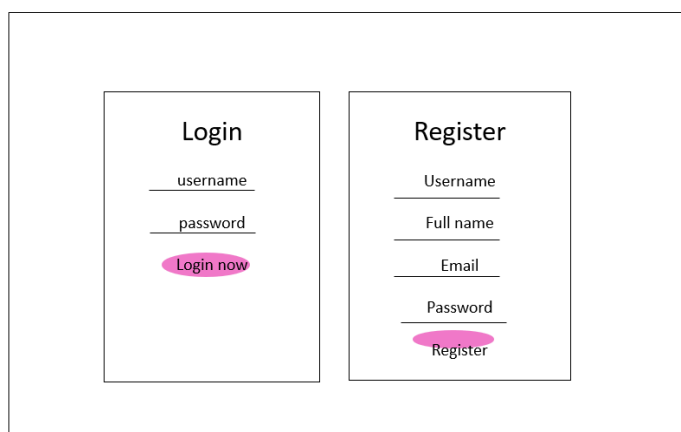 Login
username
password
Login now
Register
Username
Full name
Email
Password
Register